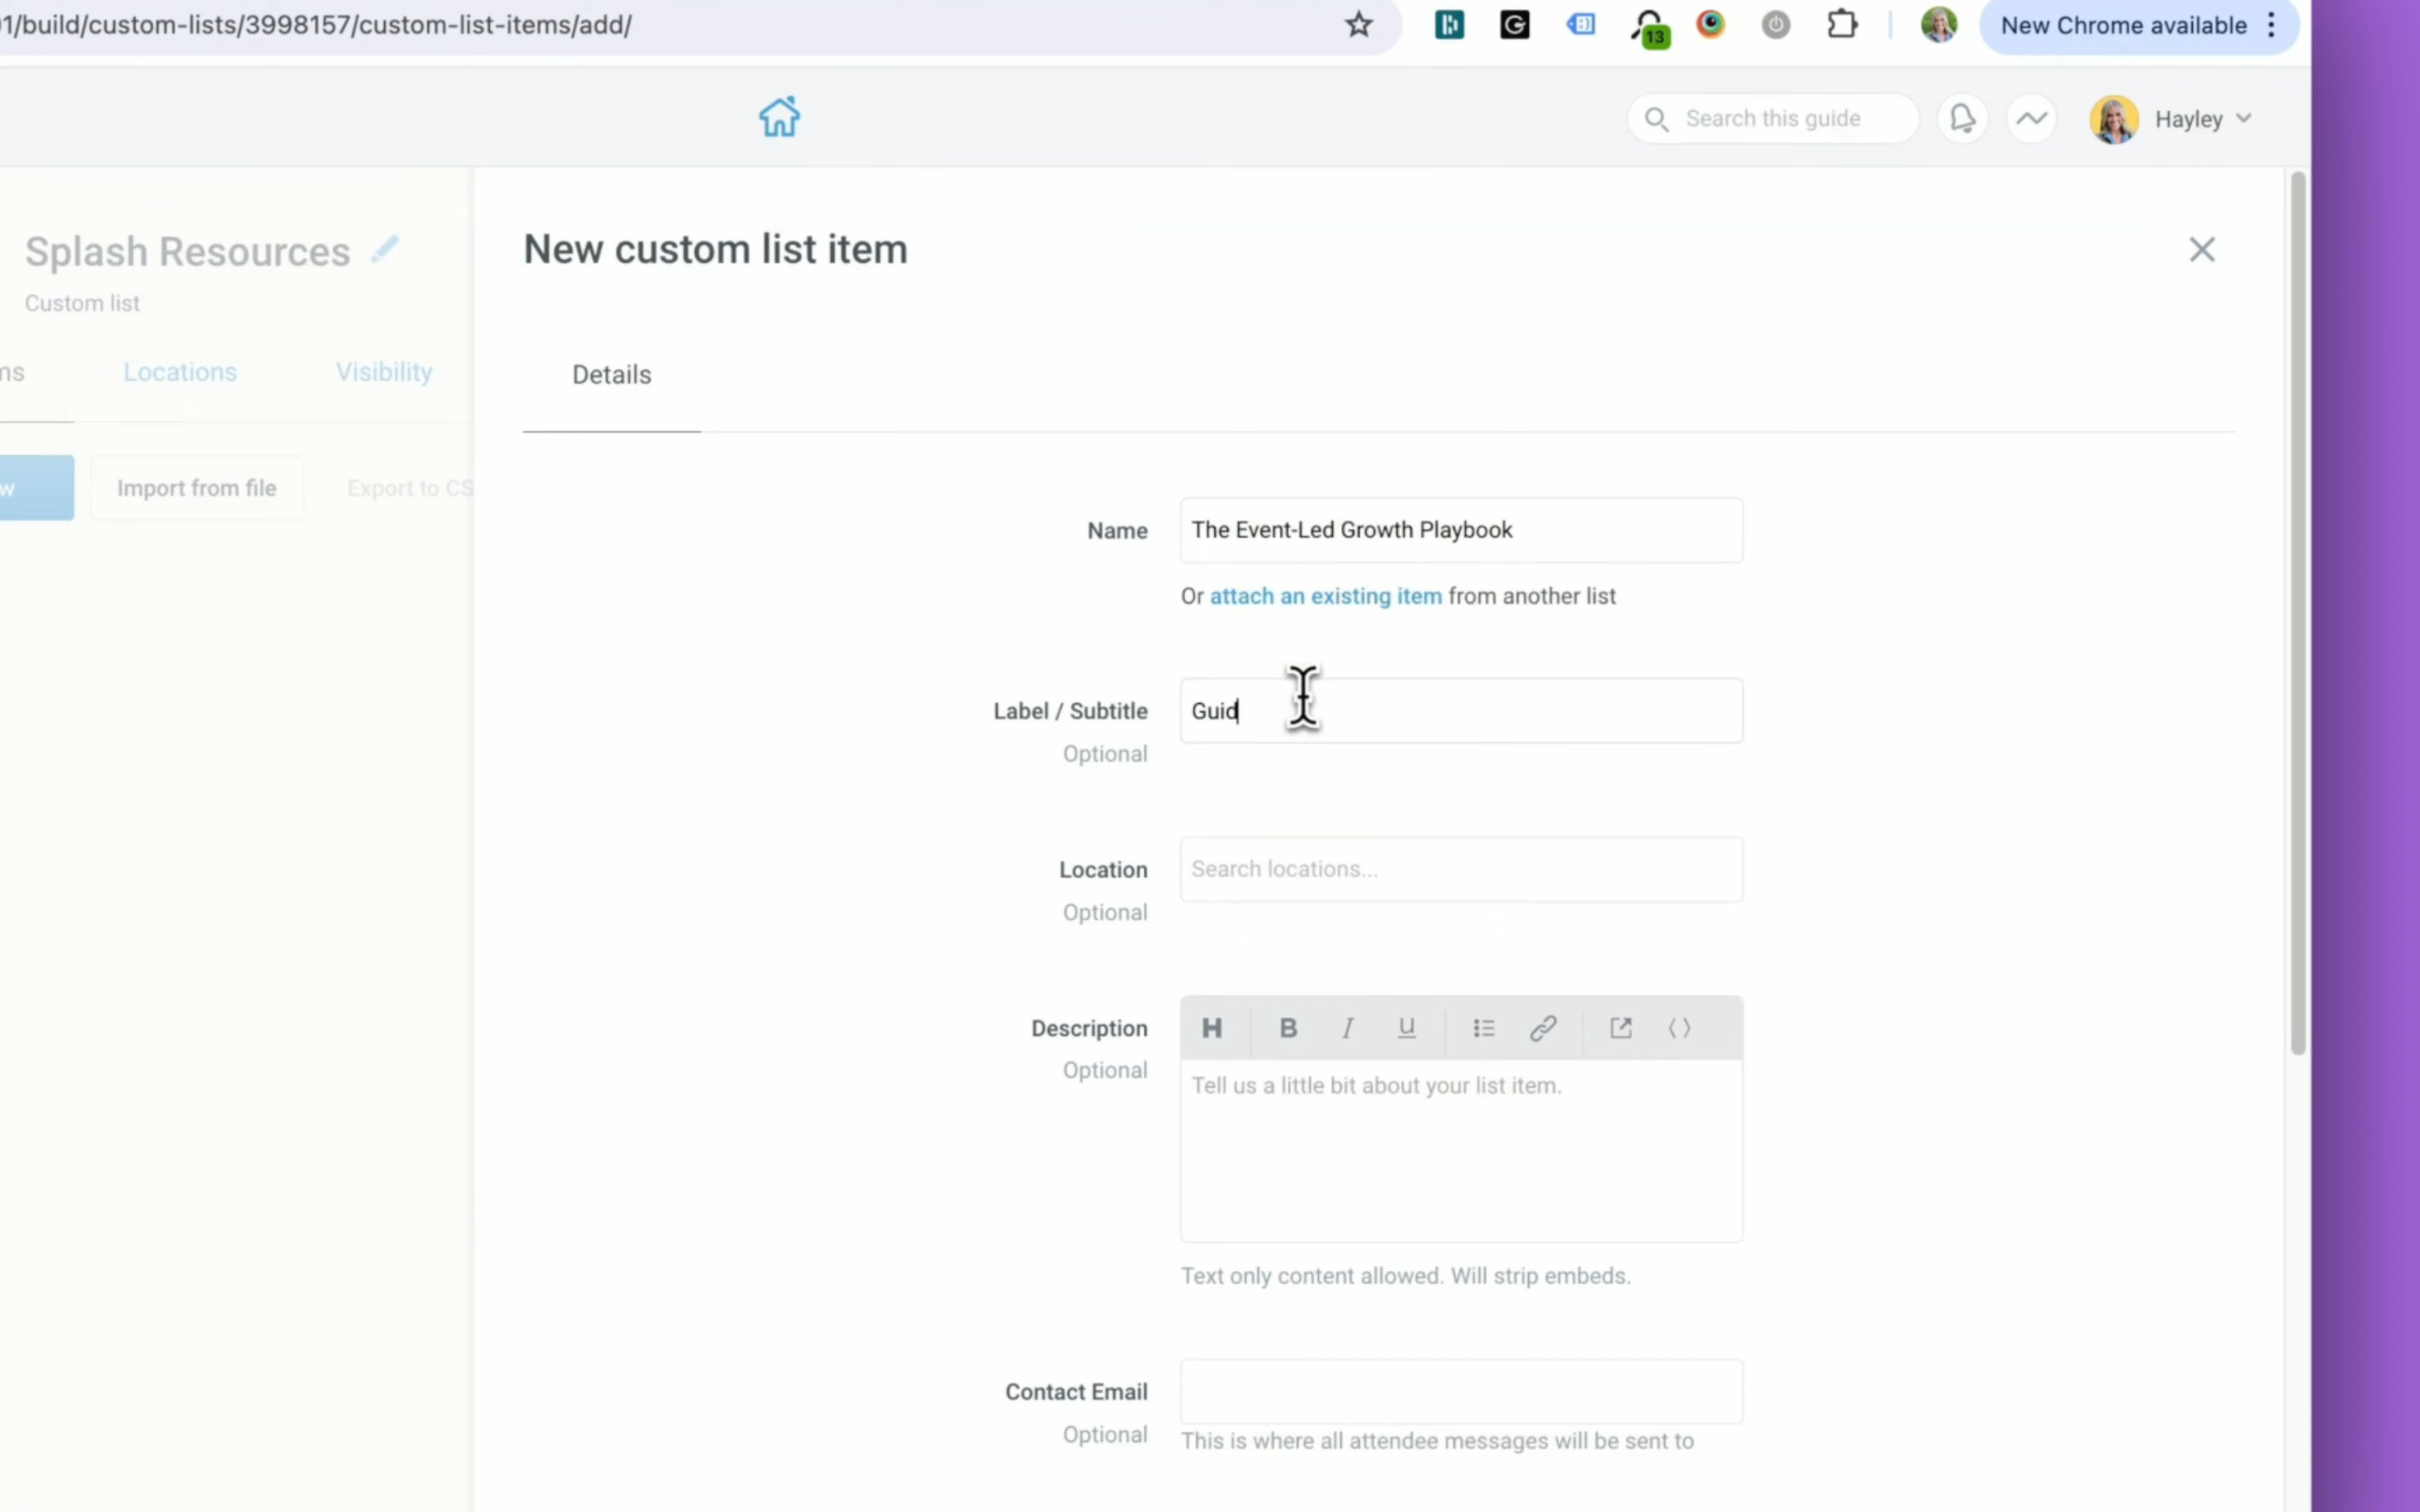 1/build/custom-lists/3998157/custom-list-items/add/
13
New Chrome available
Search this guide
Hayley
Splash Resources
Custom list
ms
Locations
Visibility
w
Import from file
Export to CS
New custom list item
Details
Name
The Event-Led Growth Playbook
Or attach an existing item from another list
Label / Subtitle
Optional
Guid
Location
Optional
Search locations...
Description
Optional
H B I U
Tell us a little bit about your list item.
Text only content allowed. Will strip embeds.
Contact Email
Optional
This is where all attendee messages will be sent to